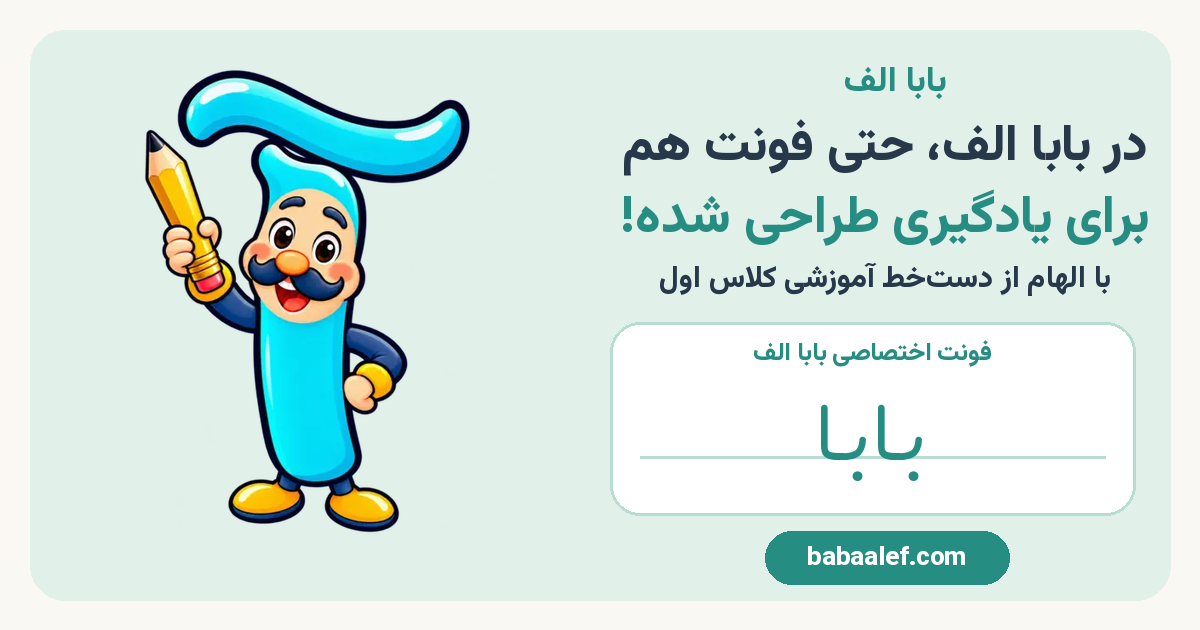 بابا الف
در بابا الف، حتی فونت هم
برای یادگیری طراحی شده!
با الهام از دست‌خط آموزشی کلاس اول
فونت اختصاصی بابا الف
بابا
babaalef.com